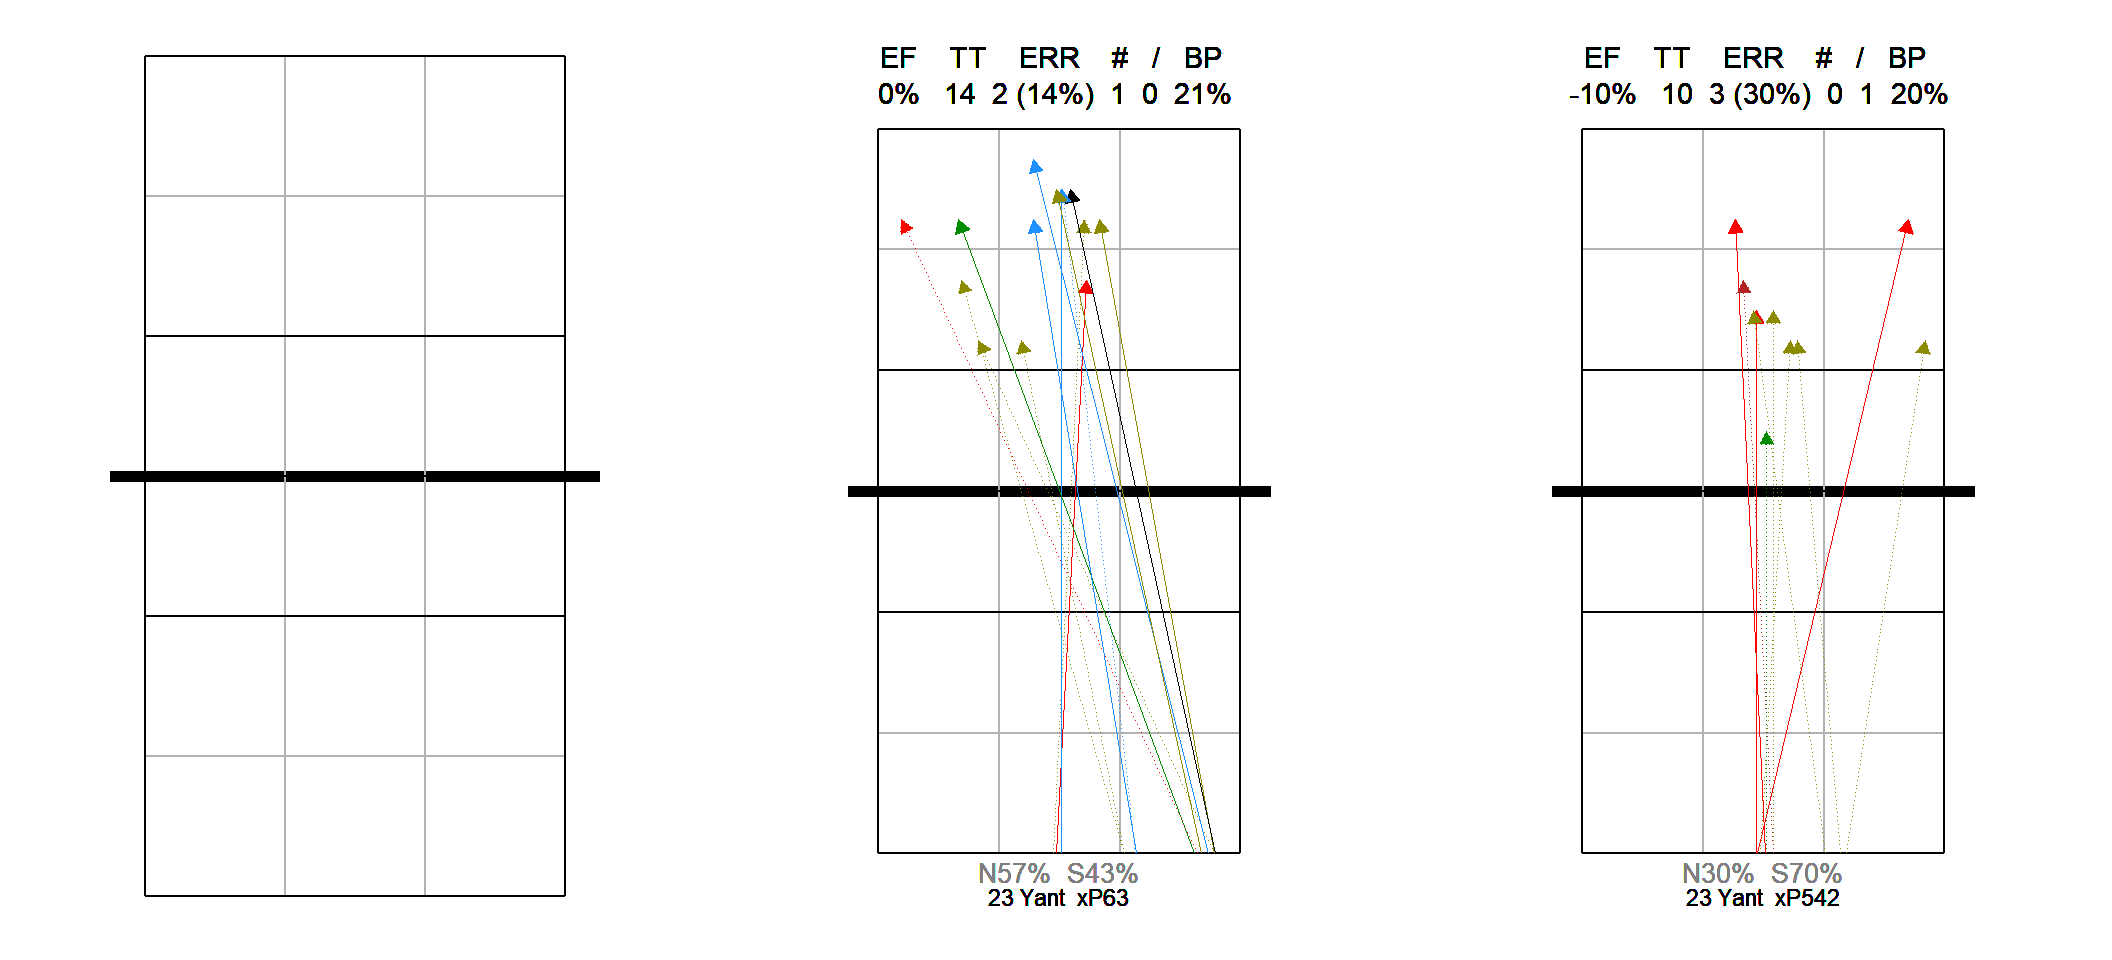 EF TT ERR # / BP
0% 14 2 (14%) 1 0 21%
N57% S43%
23 Yant xP63
EF TT ERR # / BP
-10% 10 3 (30%) 0 1 20%
N30% S70%
23 Yant xP542